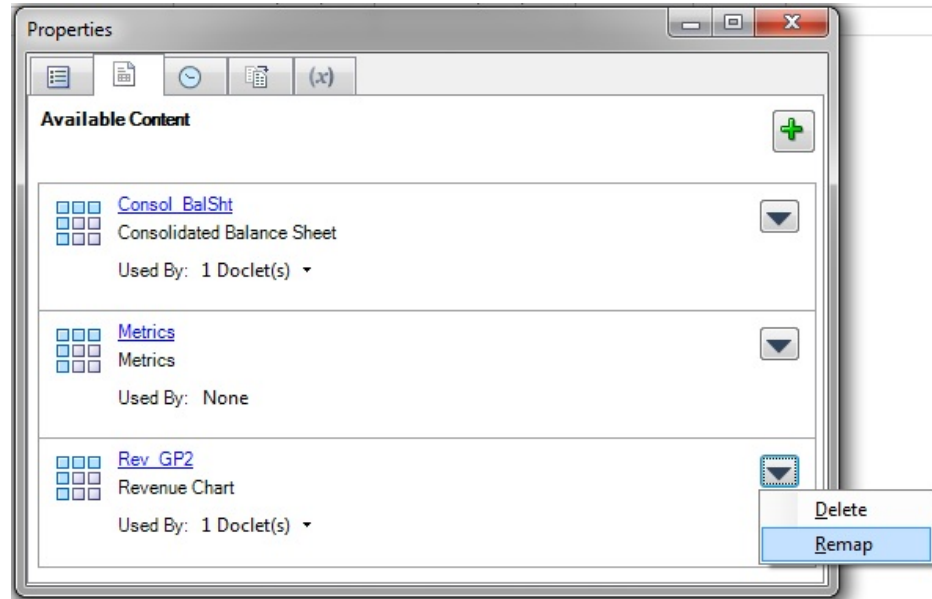 Properties
(x)
Available Content
Consol_BalSht
Consolidated Balance Sheet
Used By: 1 Doclet(s)
Metrics
Metrics
Used By: None
Rev_GP2
Revenue Chart
Used By: 1 Doclet(s)
Delete
Remap